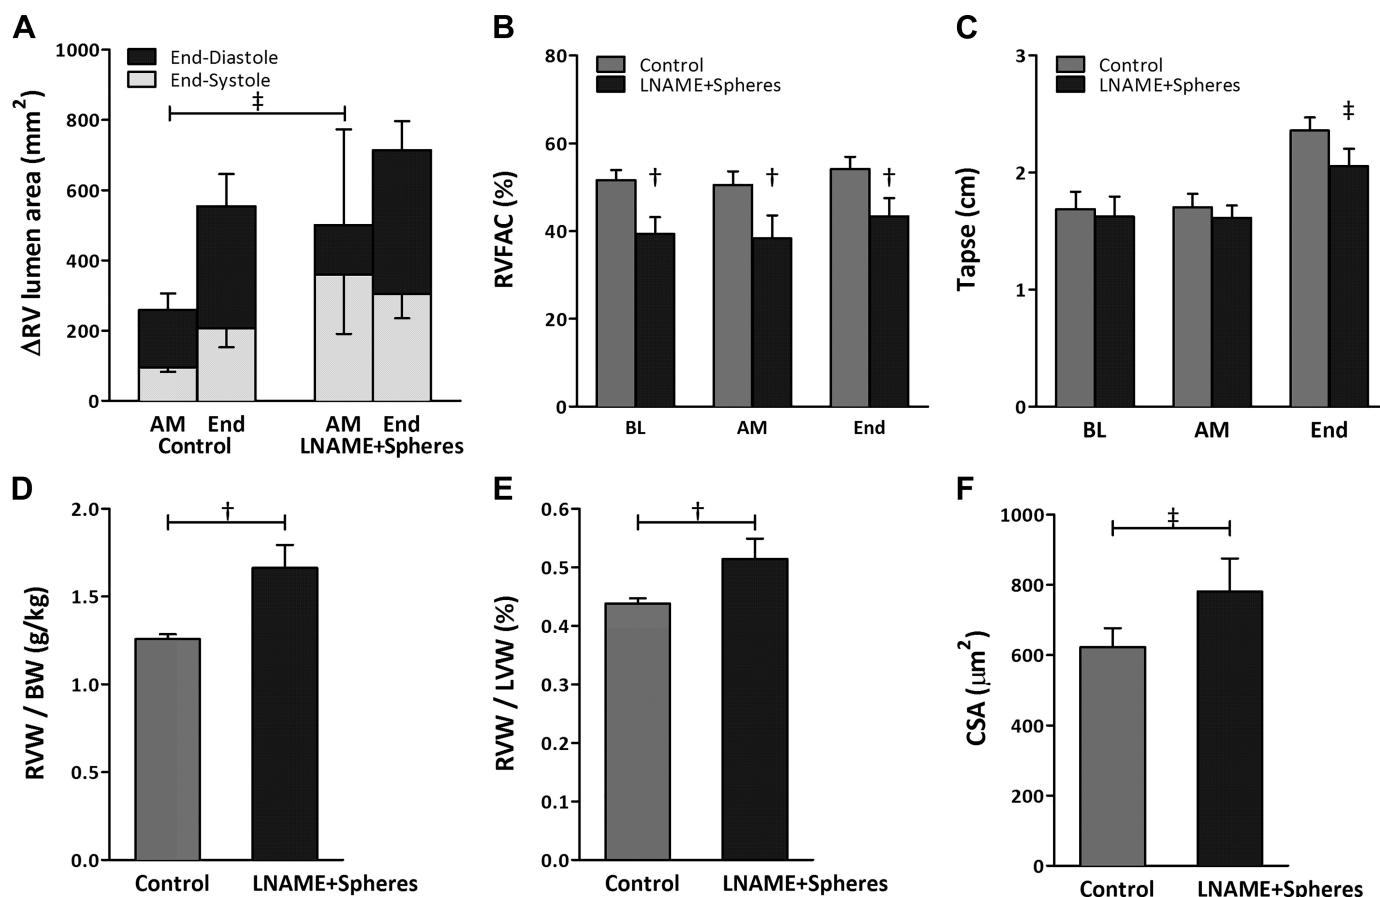 A
ΔRV lumen area (mm²)
1000
800
600
400
200
0
End-Diastole
End-Systole
‡
AM End AM End
Control LNAME+Spheres
B
RVFAC (%)
80
60
40
20
0
Control
LNAME+Spheres
† † †
BL AM End
C
Tapse (cm)
3
2
1
0
Control
LNAME+Spheres
‡
BL AM End
D
RVW / BW (g/kg)
2.0
1.5
1.0
0.5
0.0
†
Control LNAME+Spheres
E
RVW / LVW (%)
0.6
0.5
0.4
0.3
0.2
0.1
0.0
†
Control LNAME+Spheres
F
CSA (μm²)
1000
800
600
400
200
0
‡
Control LNAME+Spheres